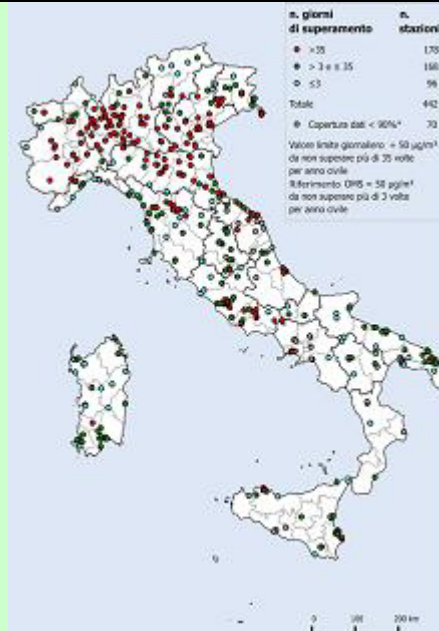 n. giorni di superamento n. stazioni
>35 178
> 3 e ≤ 35 168
≤3 96
Totale 442
Copertura dati < 90%* 70
Valore limite giornaliero = 50 µg/m³
da non superare più di 35 volte
per anno civile
Riferimento OMS = 50 µg/m³
da non superare più di 3 volte
per anno civile
0 100 200 km